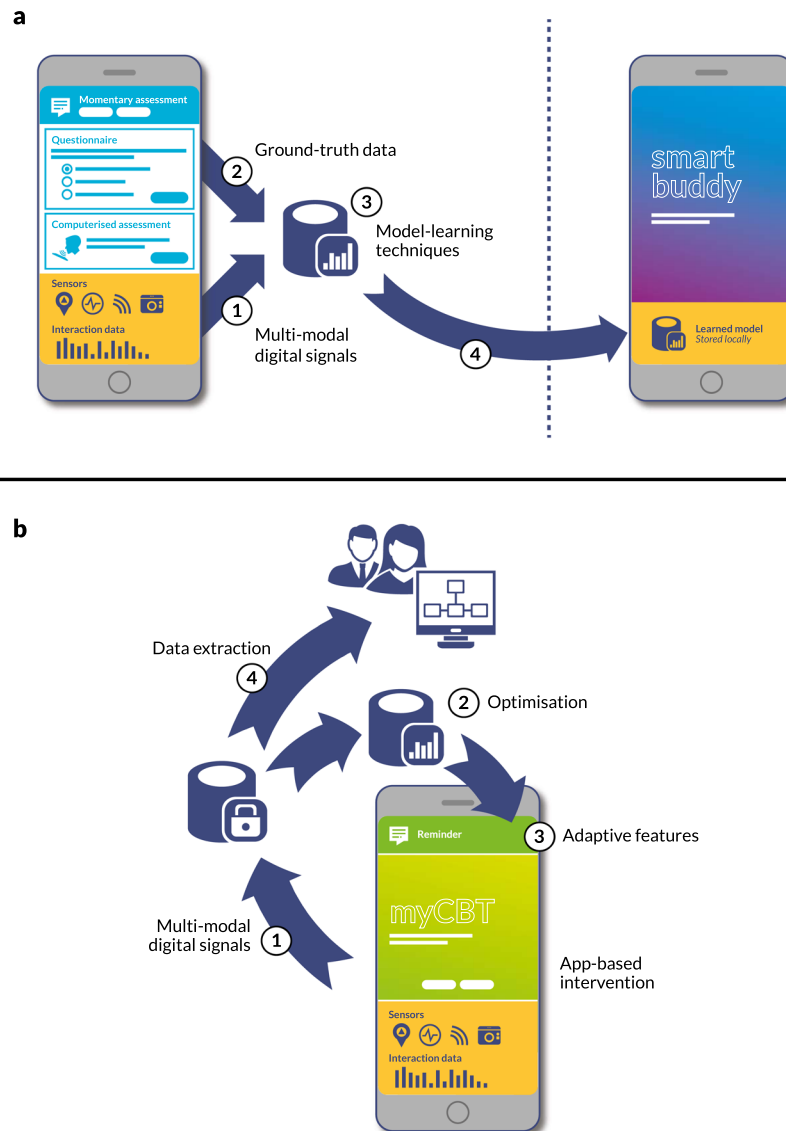 a
Momentary assessment
Questionnaire
Computerised assessment
Sensors
Interaction data
2
Ground-truth data
3
Model-learning
techniques
1
Multi-modal
digital signals
4
smart
buddy
Learned model
Stored locally
b
Data extraction
4
2
Optimisation
Reminder
3
Adaptive features
myCBT
Multi-modal
digital signals
1
App-based
intervention
Sensors
Interaction data